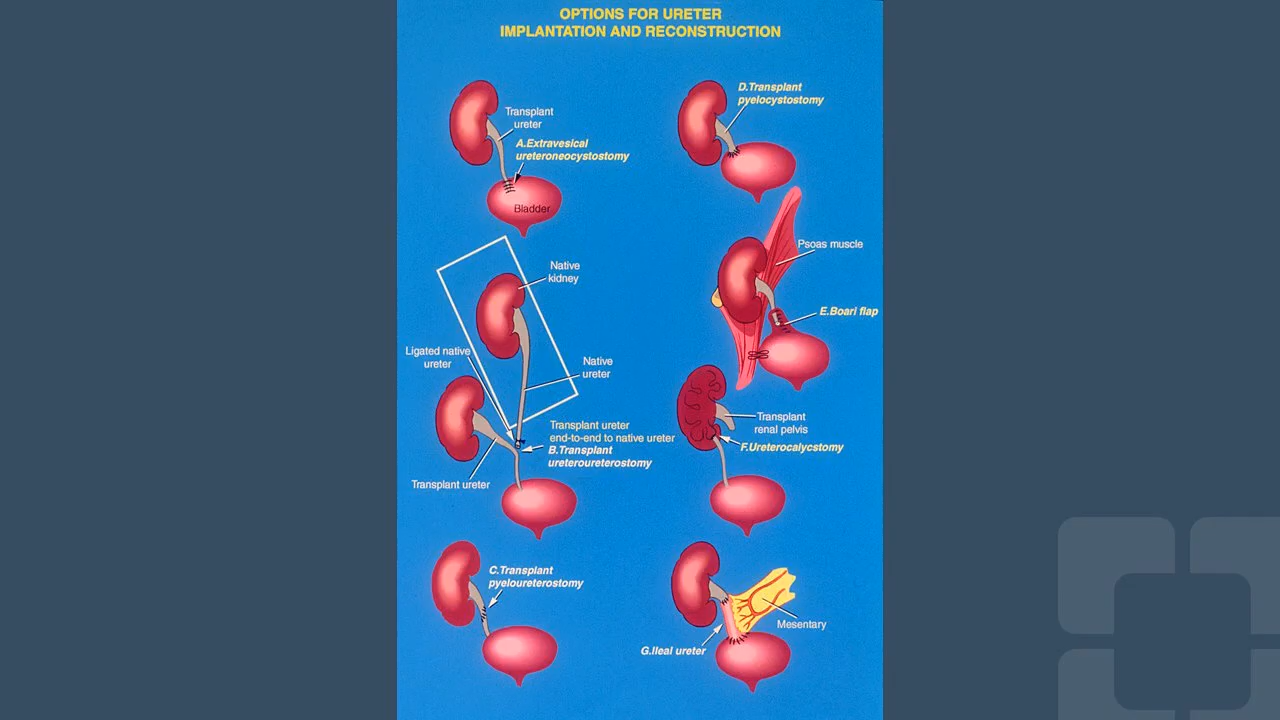 OPTIONS FOR URETER
IMPLANTATION AND RECONSTRUCTION
Transplant
ureter
A.Extravesical
ureteroneocystostomy
Bladder
Native
kidney
Ligated native
ureter
Native
ureter
Transplant ureter
end-to-end to native ureter
B.Transplant
ureteroureterostomy
Transplant ureter
C.Transplant
pyeloureterostomy
D.Transplant
pyelocystostomy
Psoas muscle
E.Boari flap
Transplant
renal pelvis
F.Ureterocalycstomy
Mesentary
G.Ileal ureter